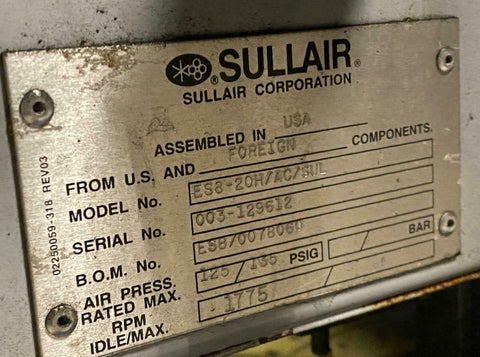 SULLAIR®
SULLAIR CORPORATION
ASSEMBLED IN USA
FROM U.S. AND FOREIGN COMPONENTS.
MODEL No. ES8-20H/AC/SUL
SERIAL No. 003-129612
B.O.M. No. ES8/0078060
AIR PRESS. RATED MAX. 125 / 135 PSIG / BAR
RPM IDLE/MAX. 1775
02250059-318 REV03